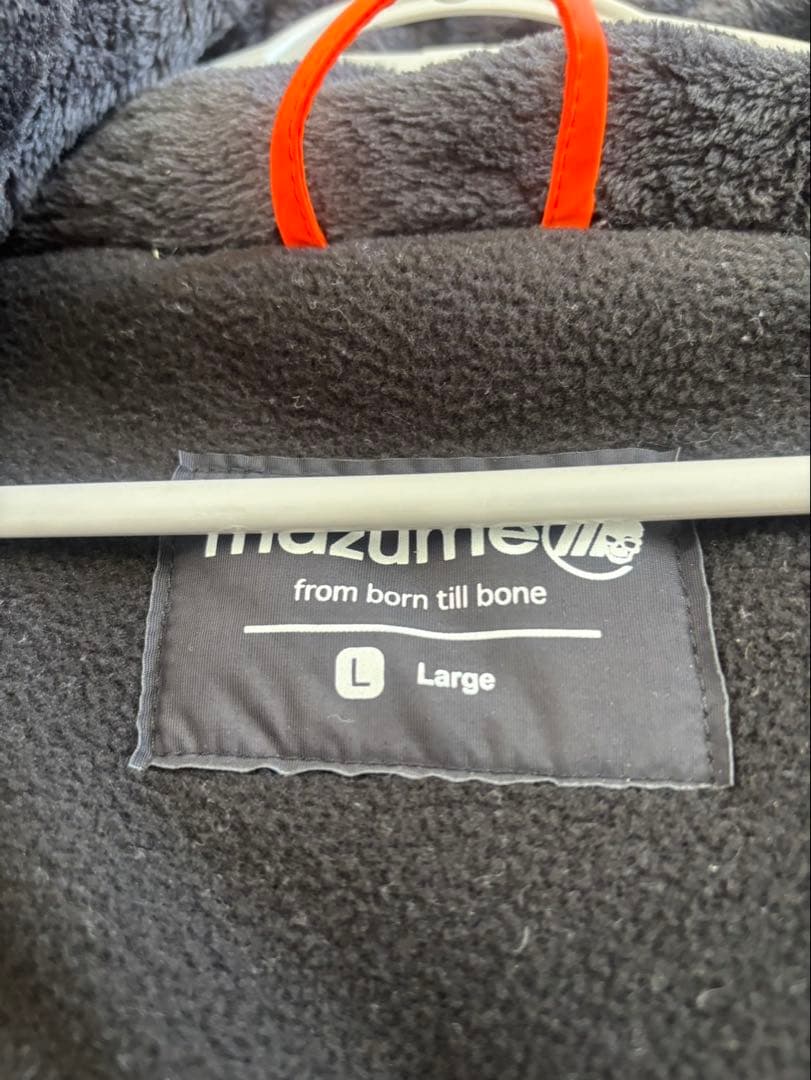 mazume
from born till bone
L Large